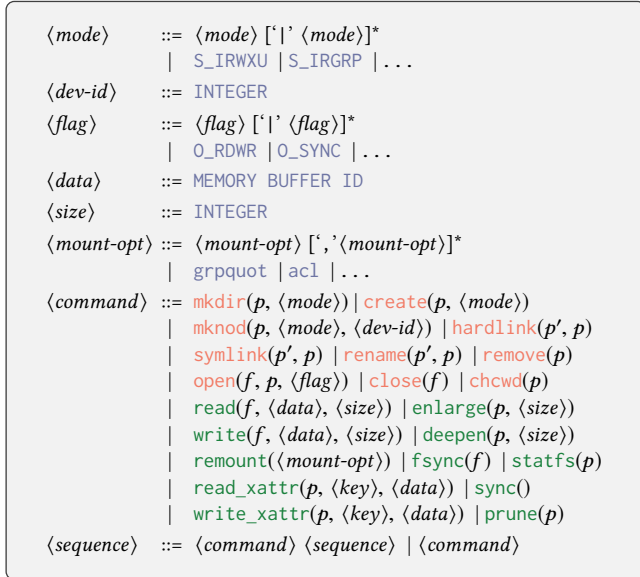 ⟨mode⟩ ::= ⟨mode⟩ [‘|’ ⟨mode⟩]*
| S_IRWXU | S_IRGRP | ...
⟨dev-id⟩ ::= INTEGER
⟨flag⟩ ::= ⟨flag⟩ [‘|’ ⟨flag⟩]*
| O_RDWR | O_SYNC | ...
⟨data⟩ ::= MEMORY BUFFER ID
⟨size⟩ ::= INTEGER
⟨mount-opt⟩ ::= ⟨mount-opt⟩ [‘,’⟨mount-opt⟩]*
| grpquot | acl | ...
⟨command⟩ ::= mkdir(p, ⟨mode⟩) | create(p, ⟨mode⟩)
| mknod(p, ⟨mode⟩, ⟨dev-id⟩) | hardlink(p′, p)
| symlink(p′, p) | rename(p′, p) | remove(p)
| open(f, p, ⟨flag⟩) | close(f) | chcwd(p)
| read(f, ⟨data⟩, ⟨size⟩) | enlarge(p, ⟨size⟩)
| write(f, ⟨data⟩, ⟨size⟩) | deepen(p, ⟨size⟩)
| remount(⟨mount-opt⟩) | fsync(f) | statfs(p)
| read_xattr(p, ⟨key⟩, ⟨data⟩) | sync()
| write_xattr(p, ⟨key⟩, ⟨data⟩) | prune(p)
⟨sequence⟩ ::= ⟨command⟩ ⟨sequence⟩ | ⟨command⟩